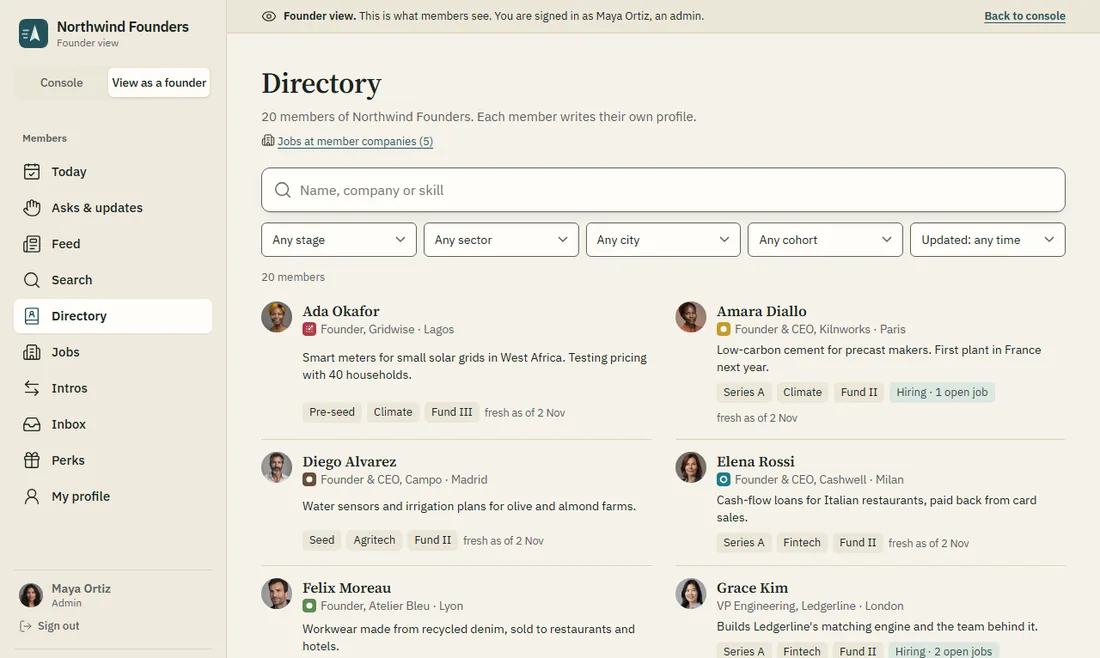 Northwind Founders
Founder view
Console
View as a founder
Members
Today
Asks & updates
Feed
Search
Directory
Jobs
Intros
Inbox
Perks
My profile
Maya Ortiz
Admin
Sign out
Founder view. This is what members see. You are signed in as Maya Ortiz, an admin.
Back to console
Directory
20 members of Northwind Founders. Each member writes their own profile.
Jobs at member companies (5)
Name, company or skill
Any stage
Any sector
Any city
Any cohort
Updated: any time
20 members
Ada Okafor
Founder, Gridwise · Lagos
Smart meters for small solar grids in West Africa. Testing pricing
with 40 households.
Pre-seed
Climate
Fund III
fresh as of 2 Nov
Amara Diallo
Founder & CEO, Kilnworks · Paris
Low-carbon cement for precast makers. First plant in France
next year.
Series A
Climate
Fund II
Hiring · 1 open job
fresh as of 2 Nov
Diego Alvarez
Founder & CEO, Campo · Madrid
Water sensors and irrigation plans for olive and almond farms.
Seed
Agritech
Fund II
fresh as of 2 Nov
Elena Rossi
Founder & CEO, Cashwell · Milan
Cash-flow loans for Italian restaurants, paid back from card
sales.
Series A
Fintech
Fund II
fresh as of 2 Nov
Felix Moreau
Founder, Atelier Bleu · Lyon
Workwear made from recycled denim, sold to restaurants and
hotels.
Grace Kim
VP Engineering, Ledgerline · London
Builds Ledgerline's matching engine and the team behind it.
Series A
Fintech
Fund II
Hiring · 2 open jobs